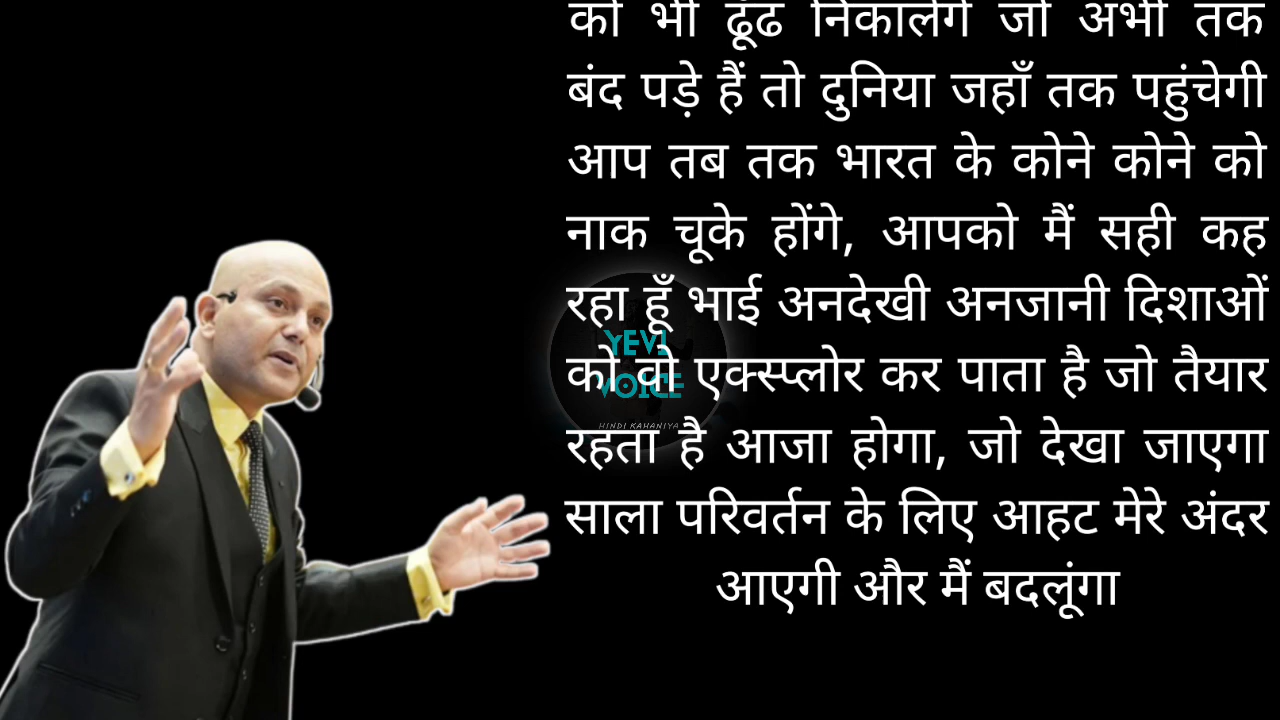 को भी ढूंढ निकालेंगे जो अभी तक
बंद पड़े हैं तो दुनिया जहाँ तक पहुंचेगी
आप तब तक भारत के कोने कोने को
नाक चूके होंगे, आपको मैं सही कह
रहा हूँ भाई अनदेखी अनजानी दिशाओं
को वो एक्स्प्लोर कर पाता है जो तैयार
रहता है आजा होगा, जो देखा जाएगा
साला परिवर्तन के लिए आहट मेरे अंदर
आएगी और मैं बदलूंगा
YEVI
VOICE
HINDI KAHANIYA